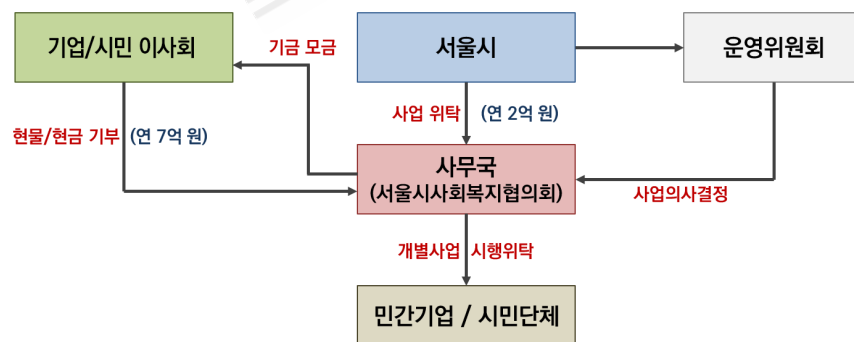 기업/시민 이사회
기금 모금
서울시
운영위원회
현물/현금 기부 (연 7억 원)
사업 위탁 (연 2억 원)
사무국
(서울시사회복지협의회)
사업의사결정
개별사업 시행위탁
민간기업 / 시민단체